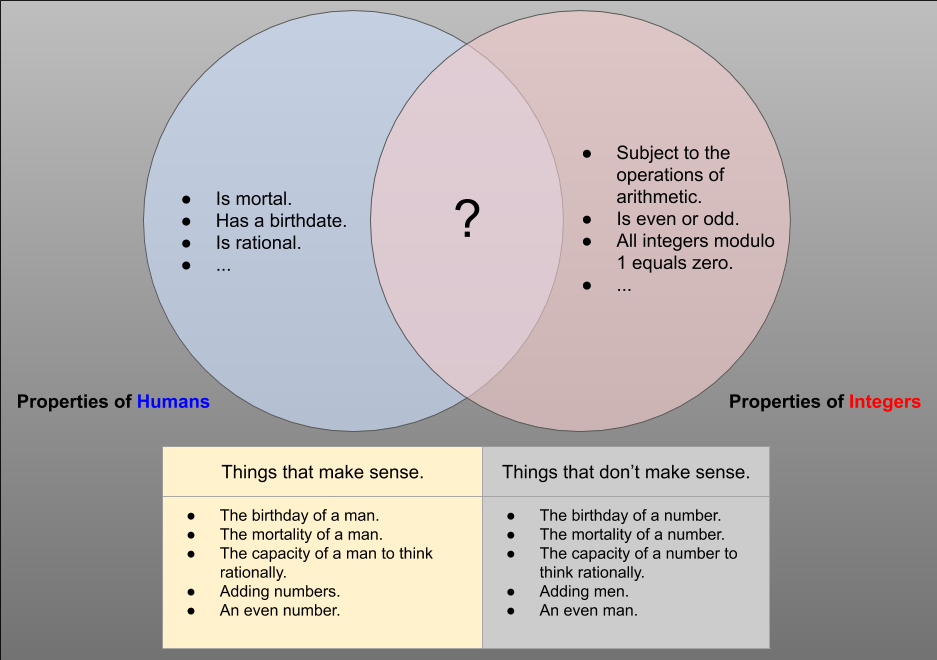 ● Is mortal.
● Has a birthdate.
● Is rational.
● ...
?
● Subject to the
operations of
arithmetic.
● Is even or odd.
● All integers modulo
1 equals zero.
● ...
Properties of Humans
Properties of Integers
Things that make sense.
● The birthday of a man.
● The mortality of a man.
● The capacity of a man to think
rationally.
● Adding numbers.
● An even number.
Things that don’t make sense.
● The birthday of a number.
● The mortality of a number.
● The capacity of a number to
think rationally.
● Adding men.
● An even man.